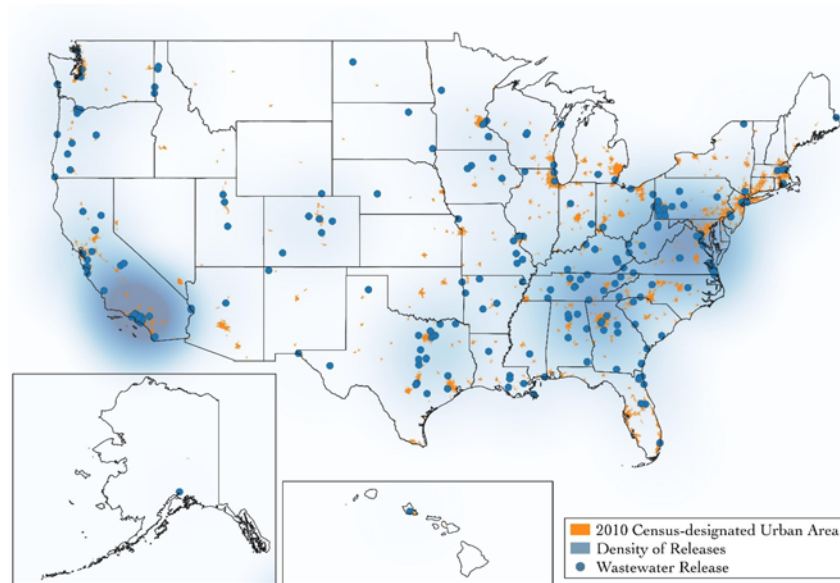 2010 Census-designated Urban Area
Density of Releases
Wastewater Release